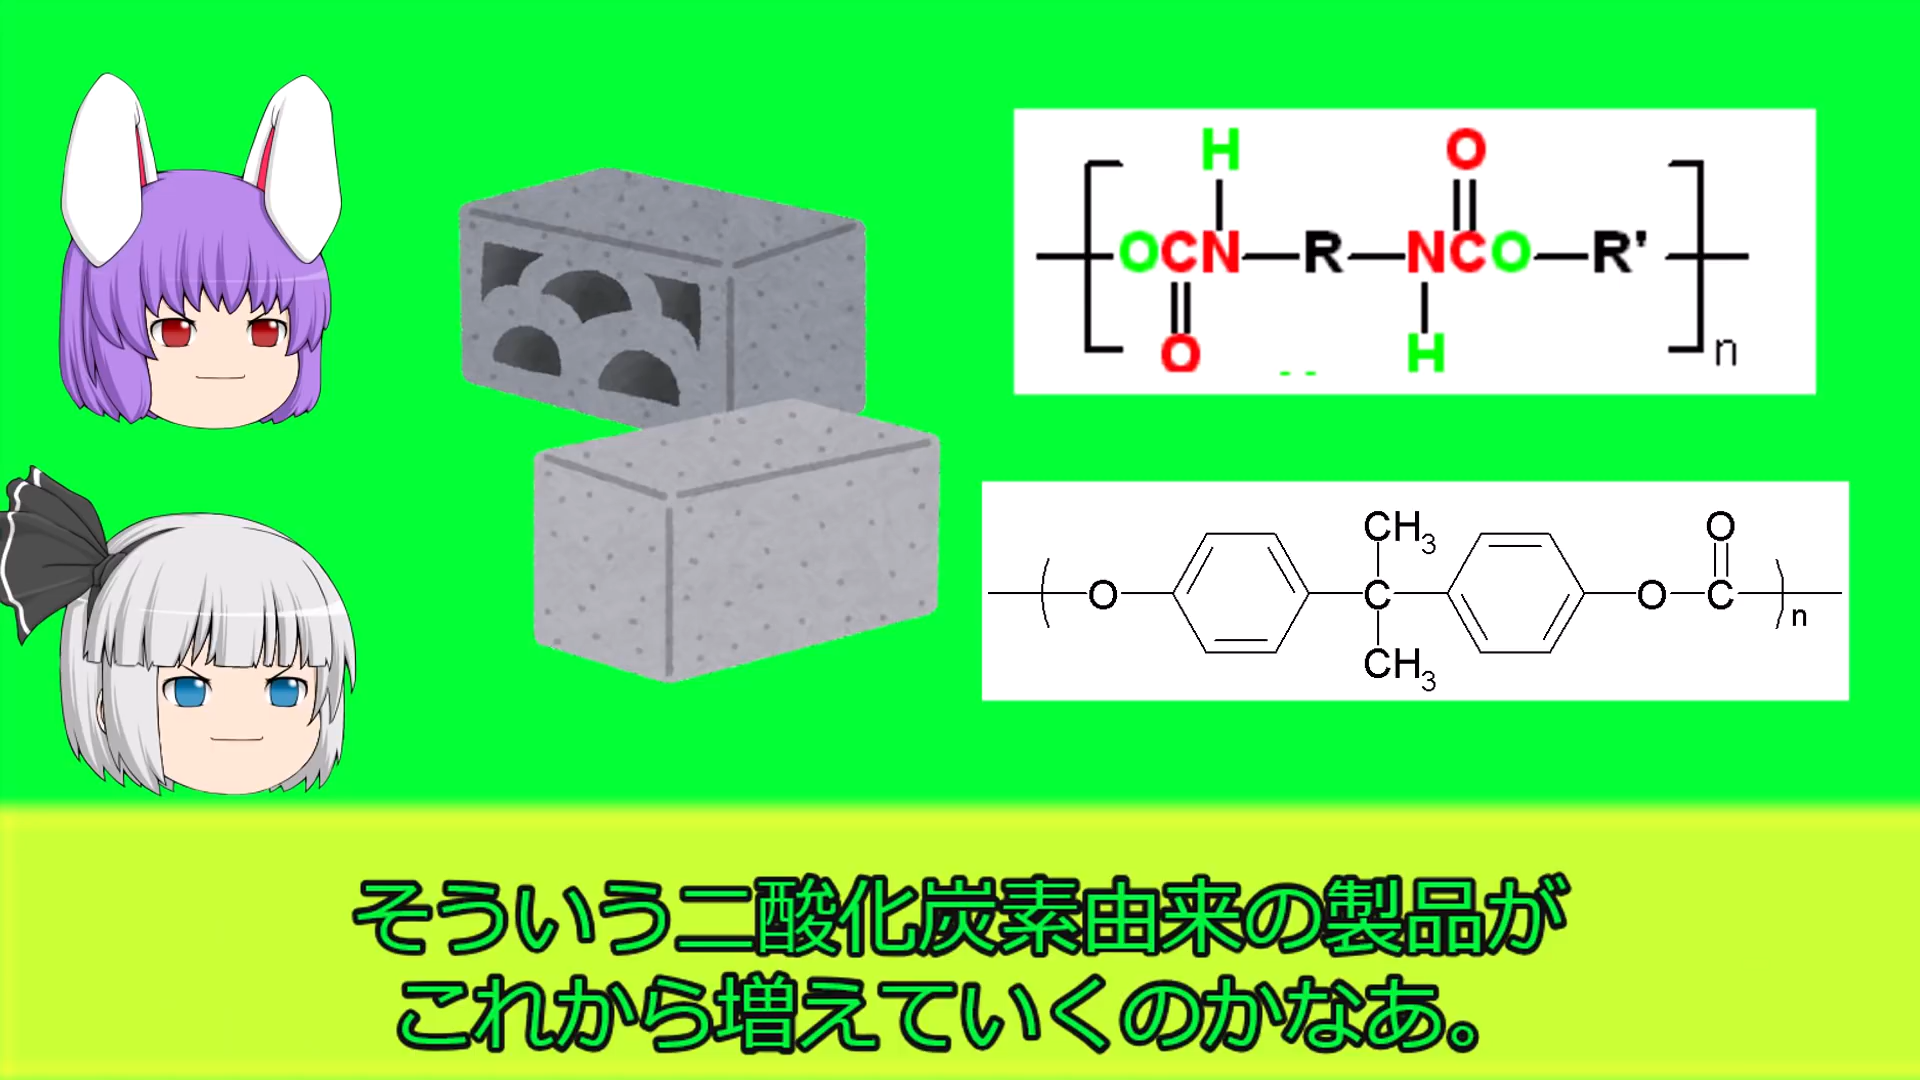 H O
OCN R NCO R'
O H n
CH3 O
O C O C n
CH3
そういう二酸化炭素由来の製品が
これから増えていくのかなあ。